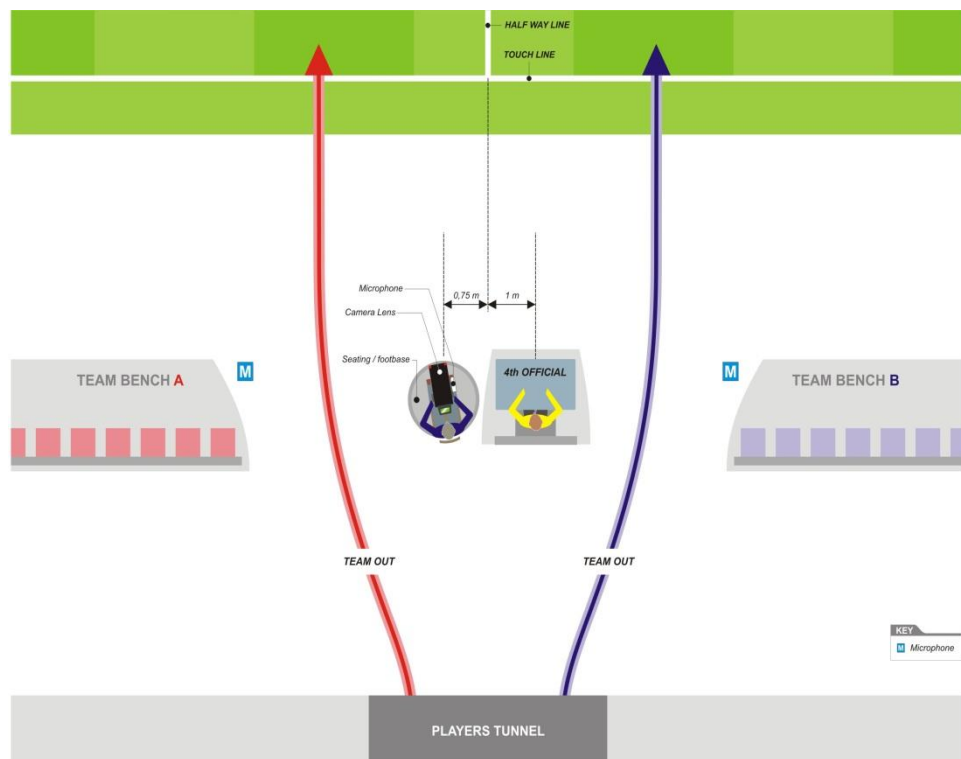 HALF WAY LINE
TOUCH LINE
Microphone
0,75 m
1 m
Camera Lens
Seating / footbase
4th OFFICIAL
TEAM BENCH A
M
M
TEAM BENCH B
TEAM OUT
TEAM OUT
KEY
M Microphone
PLAYERS TUNNEL